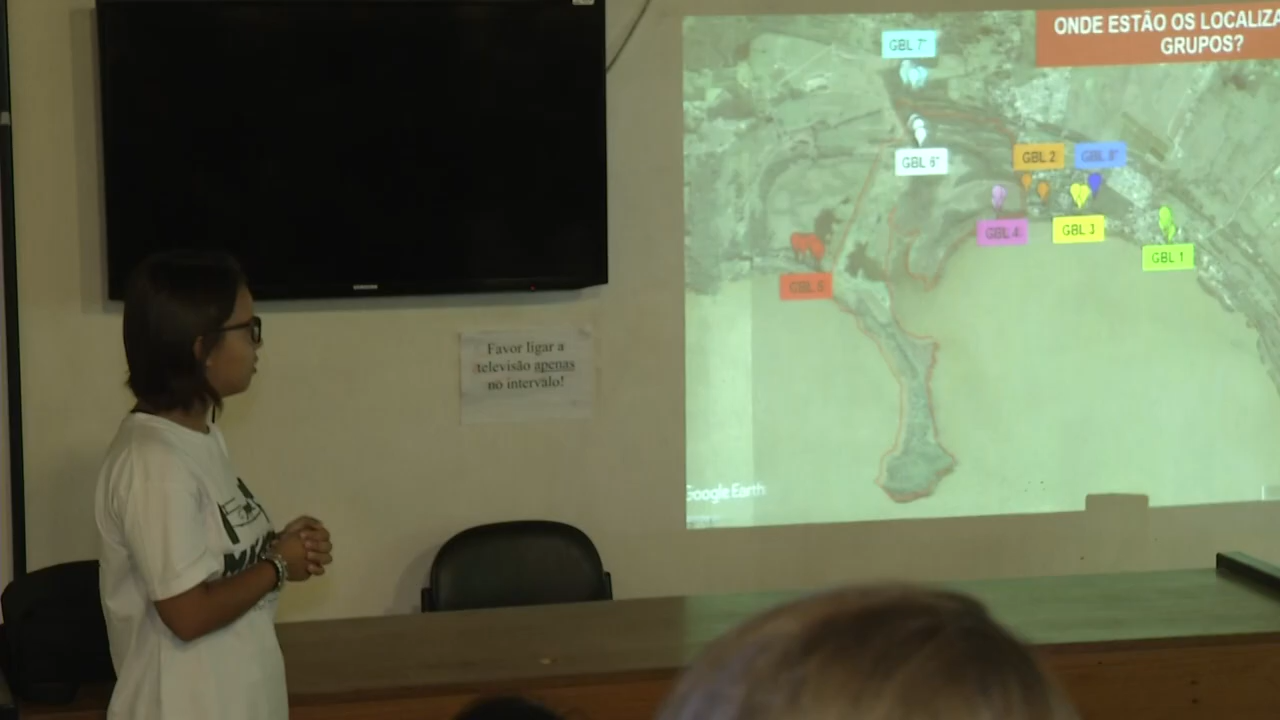 ONDE ESTÃO OS LOCALIZA
GRUPOS?
GBL 7*
GBL 6*
GBL 2
GBL 8*
GBL 4
GBL 3
GBL 1
GBL 5
Google Earth
SAMSUNG
Favor ligar a
televisão apenas
no intervalo!